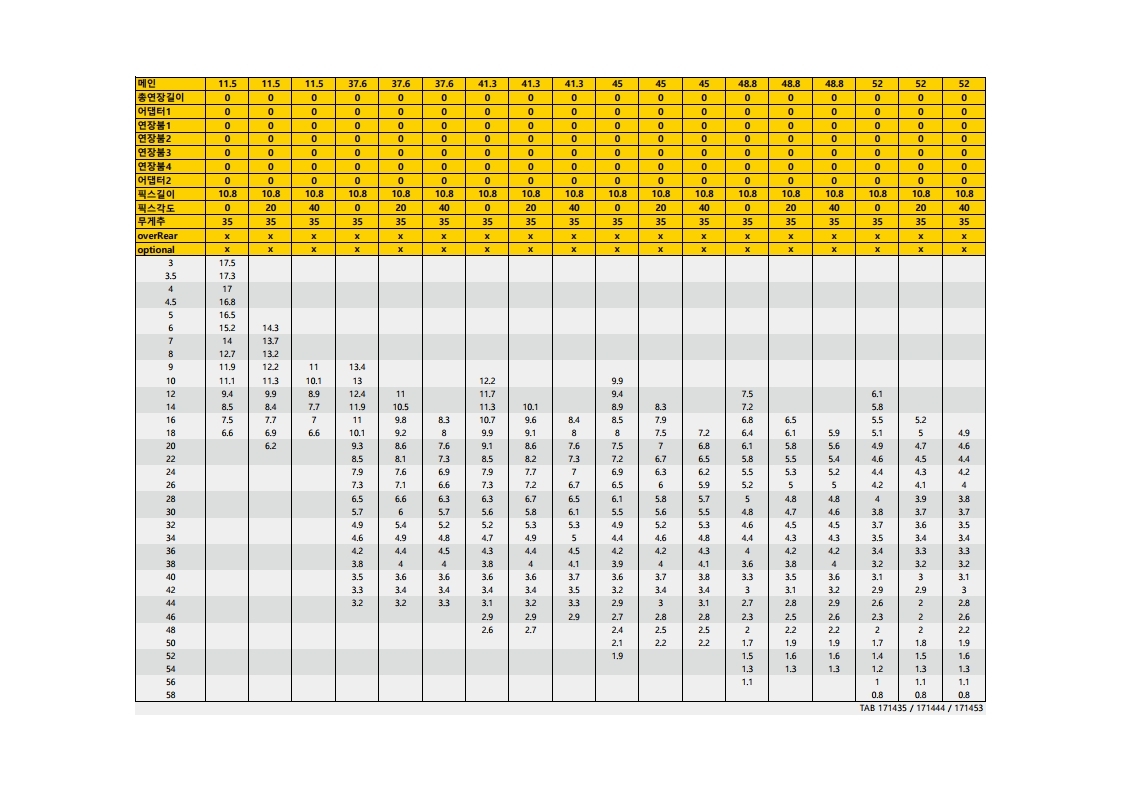 메인 11.5 11.5 11.5 37.6 37.6 37.6 41.3 41.3 41.3 45 45 45 48.8 48.8 48.8 52 52 52
총연장길이 0 0 0 0 0 0 0 0 0 0 0 0 0 0 0 0 0 0
어댑터1 0 0 0 0 0 0 0 0 0 0 0 0 0 0 0 0 0 0
연장붐1 0 0 0 0 0 0 0 0 0 0 0 0 0 0 0 0 0 0
연장붐2 0 0 0 0 0 0 0 0 0 0 0 0 0 0 0 0 0 0
연장붐3 0 0 0 0 0 0 0 0 0 0 0 0 0 0 0 0 0 0
연장붐4 0 0 0 0 0 0 0 0 0 0 0 0 0 0 0 0 0 0
어댑터2 0 0 0 0 0 0 0 0 0 0 0 0 0 0 0 0 0 0
픽스길이 10.8 10.8 10.8 10.8 10.8 10.8 10.8 10.8 10.8 10.8 10.8 10.8 10.8 10.8 10.8 10.8 10.8 10.8
픽스각도 0 20 40 0 20 40 0 20 40 0 20 40 0 20 40 0 20 40
무게추 35 35 35 35 35 35 35 35 35 35 35 35 35 35 35 35 35 35
overRear x x x x x x x x x x x x x x x x x x
optional x x x x x x x x x x x x x x x x x x
3 17.5
3.5 17.3
4 17
4.5 16.8
5 16.5
6 15.2 14.3
7 14 13.7
8 12.7 13.2
9 11.9 12.2 11 13.4
10 11.1 11.3 10.1 13 12.2 9.9
12 9.4 9.9 8.9 12.4 11 11.7 9.4 7.5 6.1
14 8.5 8.4 7.7 11.9 10.5 11.3 10.1 8.9 8.3 7.2 5.8
16 7.5 7.7 7 11 9.8 8.3 10.7 9.6 8.4 8.5 7.9 6.8 6.5 5.5 5.2
18 6.6 6.9 6.6 10.1 9.2 8 9.9 9.1 8 8 7.5 7.2 6.4 6.1 5.9 5.1 5 4.9
20 6.2 9.3 8.6 7.6 9.1 8.6 7.6 7.5 7 6.8 6.1 5.8 5.6 4.9 4.7 4.6
22 8.5 8.1 7.3 8.5 8.2 7.3 7.2 6.7 6.5 5.8 5.5 5.4 4.6 4.5 4.4
24 7.9 7.6 6.9 7.9 7.7 7 6.9 6.3 6.2 5.5 5.3 5.2 4.4 4.3 4.2
26 7.3 7.1 6.6 7.3 7.2 6.7 6.5 6 5.9 5.2 5 5 4.2 4.1 4
28 6.5 6.6 6.3 6.3 6.7 6.5 6.1 5.8 5.7 5 4.8 4.8 4 3.9 3.8
30 5.7 6 5.7 5.6 5.8 6.1 5.5 5.6 5.5 4.8 4.7 4.6 3.8 3.7 3.7
32 4.9 5.4 5.2 5.2 5.3 5.3 4.9 5.2 5.3 4.6 4.5 4.5 3.7 3.6 3.5
34 4.6 4.9 4.8 4.7 4.9 5 4.4 4.6 4.8 4.4 4.3 4.3 3.5 3.4 3.4
36 4.2 4.4 4.5 4.3 4.4 4.5 4.2 4.2 4.3 4 4.2 4.2 3.4 3.3 3.3
38 3.8 4 4 3.8 4 4.1 3.9 4 4.1 3.6 3.8 4 3.2 3.2 3.2
40 3.5 3.6 3.6 3.6 3.6 3.7 3.6 3.7 3.8 3.3 3.5 3.6 3.1 3 3.1
42 3.3 3.4 3.4 3.4 3.4 3.5 3.2 3.4 3.4 3 3.1 3.2 2.9 2.9 3
44 3.2 3.2 3.3 3.1 3.2 3.3 2.9 3 3.1 2.7 2.8 2.9 2.6 2 2.8
46 2.9 2.9 2.9 2.7 2.8 2.8 2.3 2.5 2.6 2.3 2 2.6
48 2.6 2.7 2.4 2.5 2.5 2 2.2 2.2 2 2 2.2
50 2.1 2.2 2.2 1.7 1.9 1.9 1.7 1.8 1.9
52 1.9 1.5 1.6 1.6 1.4 1.5 1.6
54 1.3 1.3 1.3 1.2 1.3 1.3
56 1.1 1 1.1 1.1
58 0.8 0.8 0.8
TAB 171435 / 171444 / 171453